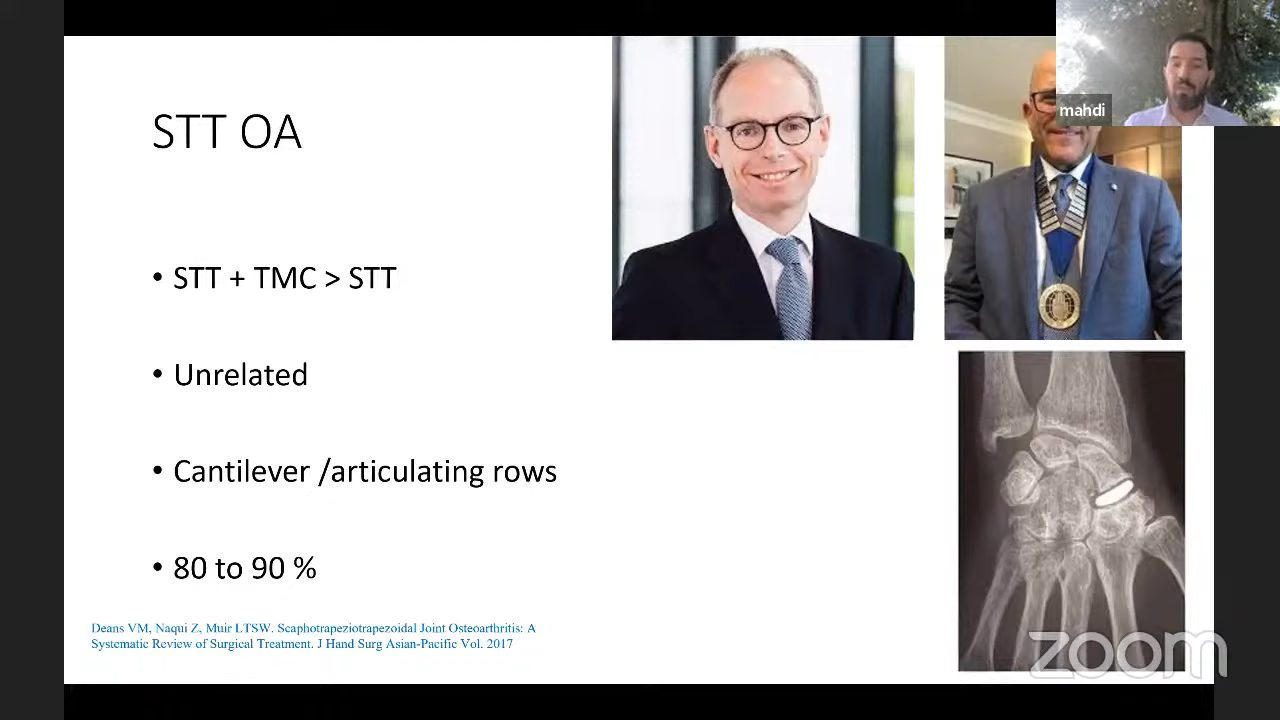 mahdi
STT OA
• STT + TMC > STT
• Unrelated
• Cantilever /articulating rows
• 80 to 90 %
Deans VM, Naqui Z, Muir LTSW. Scaphotrapeziotrapezoidal Joint Osteoarthritis: A
Systematic Review of Surgical Treatment. J Hand Surg Asian-Pacific Vol. 2017
zoom